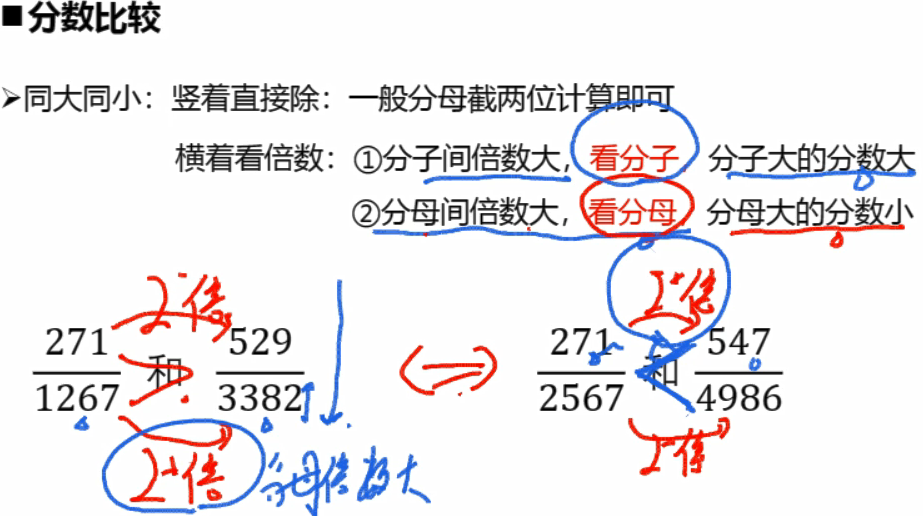 ■分数比较
➢同大同小：竖着直接除：一般分母截两位计算即可
横着看倍数：①分子间倍数大，看分子，分子大的分数大
②分母间倍数大，看分母，分母大的分数小
2⁻倍 2⁺倍
271/1267 和 529/3382 271/2567 和 547/4986
2⁺倍 分母倍数大 2⁻倍